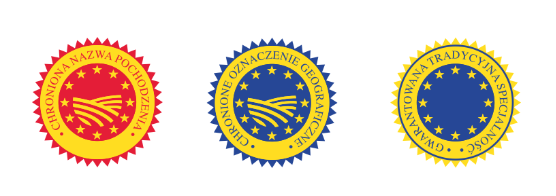 • CHRONIONA NAZWA POCHODZENIA •
• CHRONIONE OZNACZENIE GEOGRAFICZNE •
• GWARANTOWANA TRADYCYJNA SPECJALNOŚĆ •